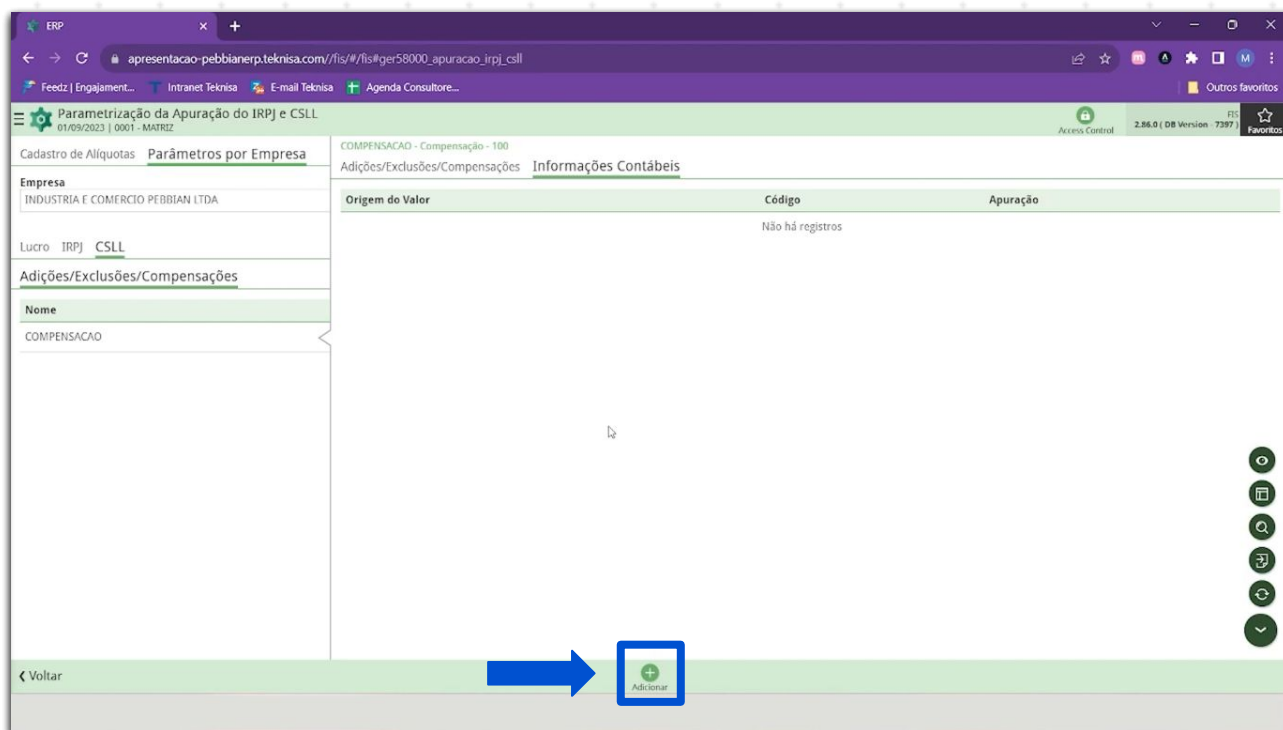 ERP
apresentacao-pebbianerp.teknisa.com//fis/#/fis#ger58000_apuracao_irpj_csll
Feedz | Engajament... Intranet Teknisa E-mail Teknisa Agenda Consultore... Outros favoritos
Parametrização da Apuração do IRPJ e CSLL
01/09/2023 | 0001 - MATRIZ
Access Control
FIS
2.86.0 ( DB Version - 7397 )
Favoritos
Cadastro de Alíquotas Parâmetros por Empresa
Empresa
INDUSTRIA E COMERCIO PEBBIAN LTDA
Lucro IRPJ CSLL
Adições/Exclusões/Compensações
Nome
COMPENSACAO
COMPENSACAO - Compensação - 100
Adições/Exclusões/Compensações Informações Contábeis
Origem do Valor Código Apuração
Não há registros
Voltar
Adicionar